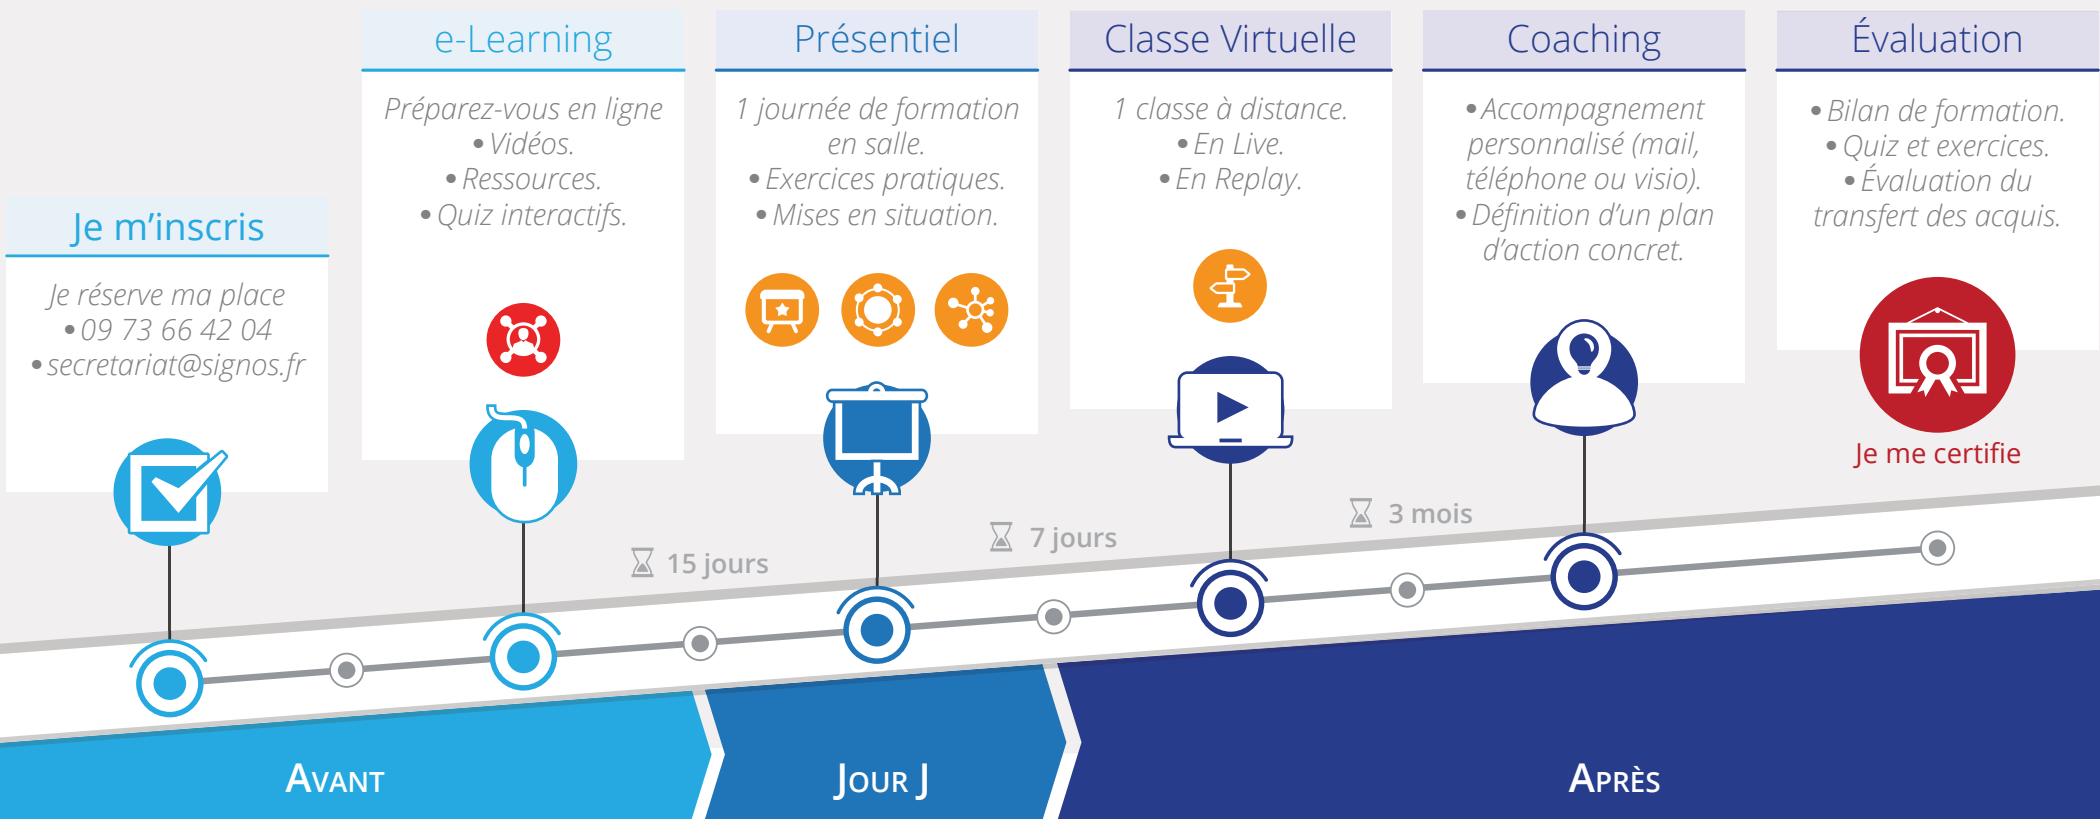 Je m’inscris
Je réserve ma place
• 09 73 66 42 04
• secretariat@signos.fr
e-Learning
Préparez-vous en ligne
• Vidéos.
• Ressources.
• Quiz interactifs.
Présentiel
1 journée de formation
en salle.
• Exercices pratiques.
• Mises en situation.
Classe Virtuelle
1 classe à distance.
• En Live.
• En Replay.
Coaching
• Accompagnement
personnalisé (mail,
téléphone ou visio).
• Définition d’un plan
d’action concret.
Évaluation
• Bilan de formation.
• Quiz et exercices.
• Évaluation du
transfert des acquis.
Je me certifie
15 jours
7 jours
3 mois
Avant
Jour J
Après